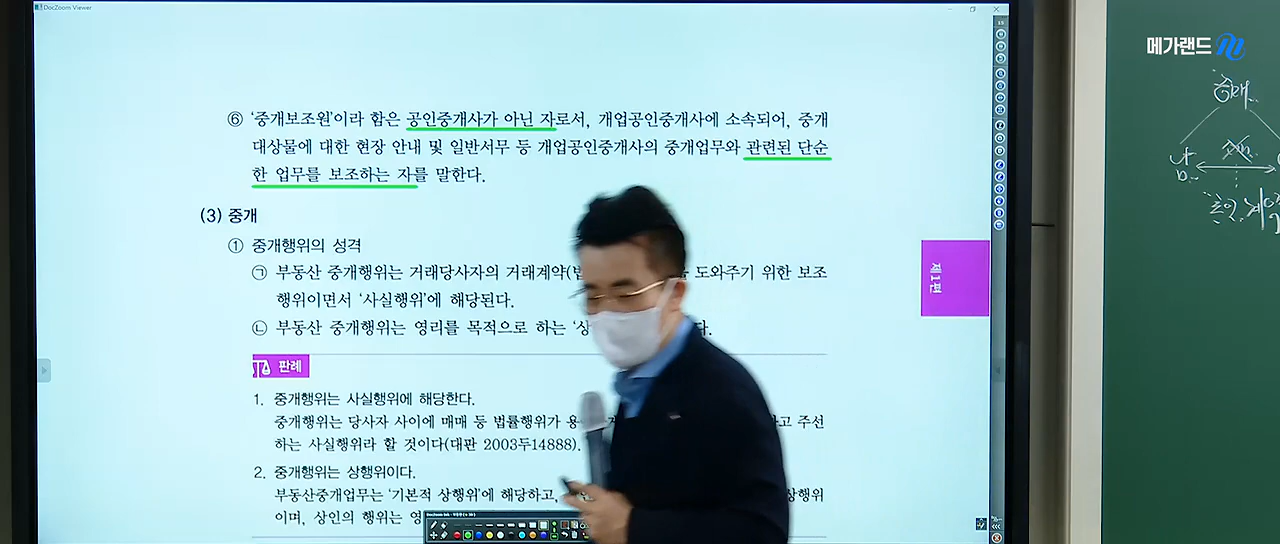 DocZoom Viewer
메가랜드
⑥ '중개보조원'이라 함은 공인중개사가 아닌 자로서, 개업공인중개사에 소속되어, 중개
대상물에 대한 현장 안내 및 일반서무 등 개업공인중개사의 중개업무와 관련된 단순
한 업무를 보조하는 자를 말한다.
(3) 중개
① 중개행위의 성격
㉠ 부동산 중개행위는 거래당사자의 거래계약( 도와주기 위한 보조
행위이면서 '사실행위'에 해당된다.
㉡ 부동산 중개행위는 영리를 목적으로 하는 '상 다.
제1편
판례
1. 중개행위는 사실행위에 해당한다.
중개행위는 당사자 사이에 매매 등 법률행위가 용 고 주선
하는 사실행위라 할 것이다(대판 2003두14888).
2. 중개행위는 상행위이다.
부동산중개업무는 '기본적 상행위'에 해당하고, 상행위
이며, 상인의 행위는 영
중개